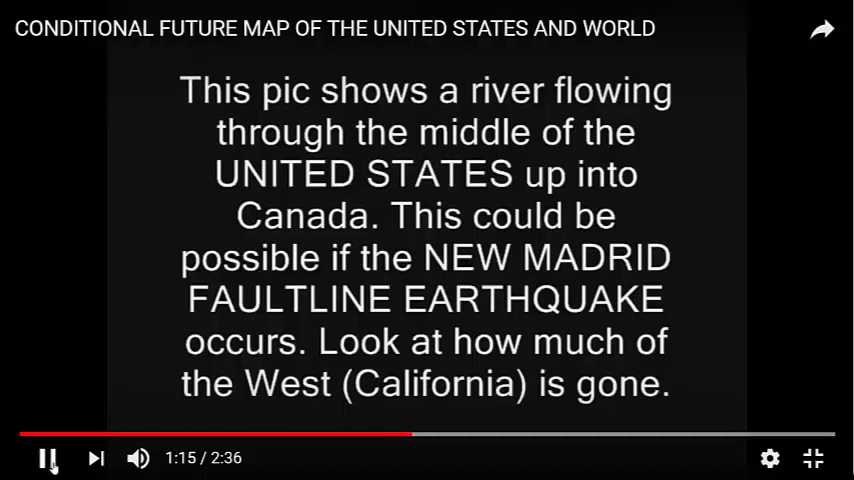 CONDITIONAL FUTURE MAP OF THE UNITED STATES AND WORLD
This pic shows a river flowing
through the middle of the
UNITED STATES up into
Canada. This could be
possible if the NEW MADRID
FAULTLINE EARTHQUAKE
occurs. Look at how much of
the West (California) is gone.
1:15 / 2:36